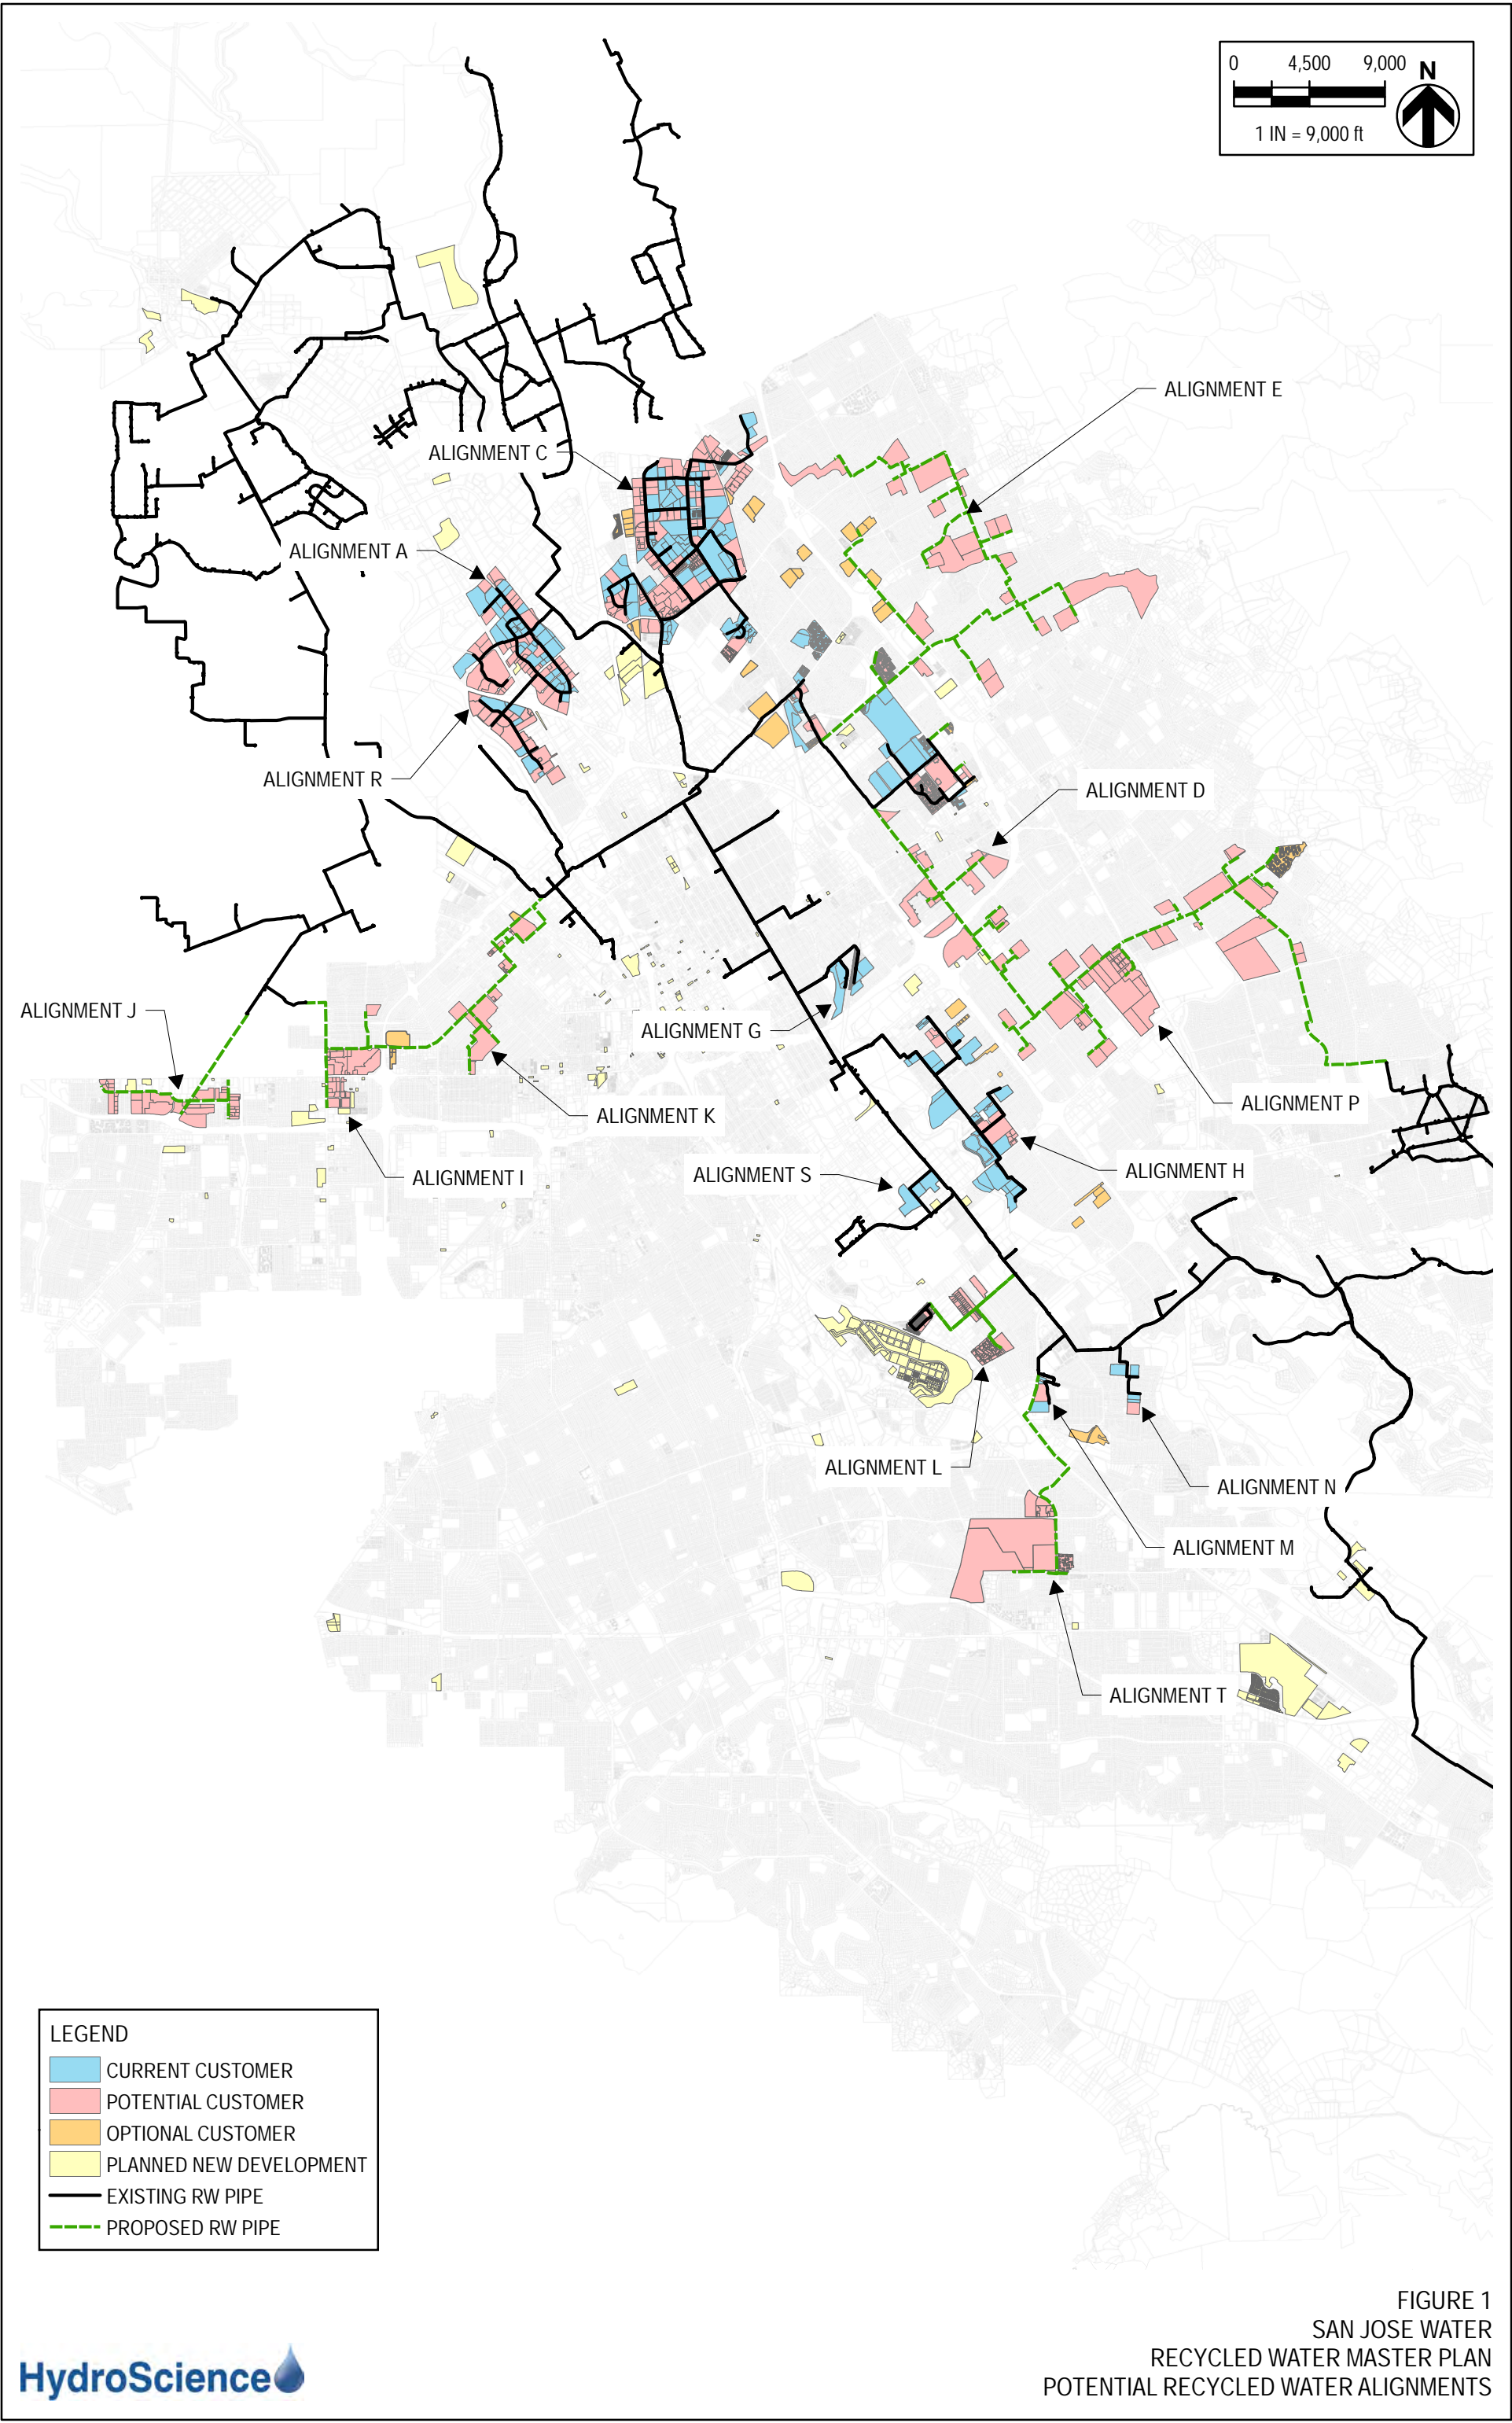 0 4,500 9,000
N
1 IN = 9,000 ft
ALIGNMENT E
ALIGNMENT C
ALIGNMENT A
ALIGNMENT R
ALIGNMENT D
ALIGNMENT J
ALIGNMENT G
ALIGNMENT K
ALIGNMENT P
ALIGNMENT I
ALIGNMENT S
ALIGNMENT H
ALIGNMENT L
ALIGNMENT N
ALIGNMENT M
ALIGNMENT T
LEGEND
CURRENT CUSTOMER
POTENTIAL CUSTOMER
OPTIONAL CUSTOMER
PLANNED NEW DEVELOPMENT
EXISTING RW PIPE
PROPOSED RW PIPE
HydroScience
FIGURE 1
SAN JOSE WATER
RECYCLED WATER MASTER PLAN
POTENTIAL RECYCLED WATER ALIGNMENTS